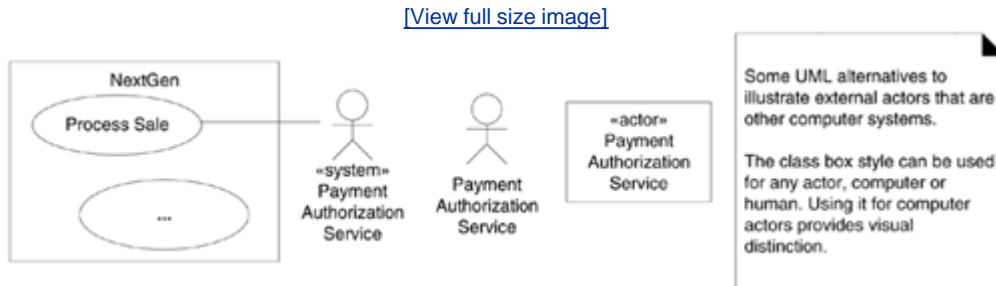 [View full size image]
NextGen
Process Sale
...
«system»
Payment
Authorization
Service
Payment
Authorization
Service
«actor»
Payment
Authorization
Service
Some UML alternatives to
illustrate external actors that are
other computer systems.
The class box style can be used
for any actor, computer or
human. Using it for computer
actors provides visual
distinction.